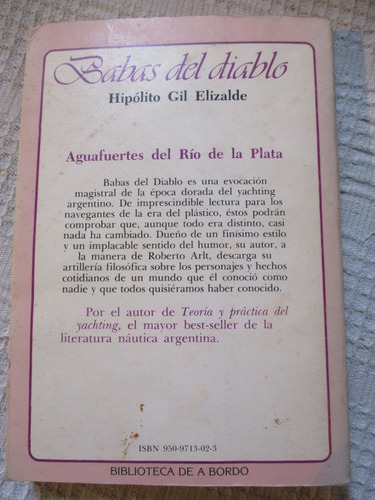 Babas del diablo
Hipólito Gil Elizalde
Aguafuertes del Río de la Plata
Babas del Diablo es una evocación
magistral de la época dorada del yachting
argentino. De imprescindible lectura para los
navegantes de la era del plástico, éstos podrán
comprobar que, aunque todo era distinto, casi
nada ha cambiado. Dueño de un finísimo estilo
y un implacable sentido del humor, su autor, a
la manera de Roberto Arlt, descarga su
artillería filosófica sobre los personajes y hechos
cotidianos de un mundo que él conoció como
nadie y que todos quisiéramos haber conocido.
Por el autor de Teoría y práctica del
yachting, el mayor best-seller de la
literatura náutica argentina.
ISBN 950-9713-02-3
BIBLIOTECA DE A BORDO